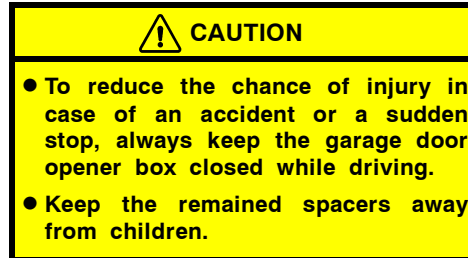 CAUTION
● To reduce the chance of injury in
case of an accident or a sudden
stop, always keep the garage door
opener box closed while driving.
● Keep the remained spacers away
from children.